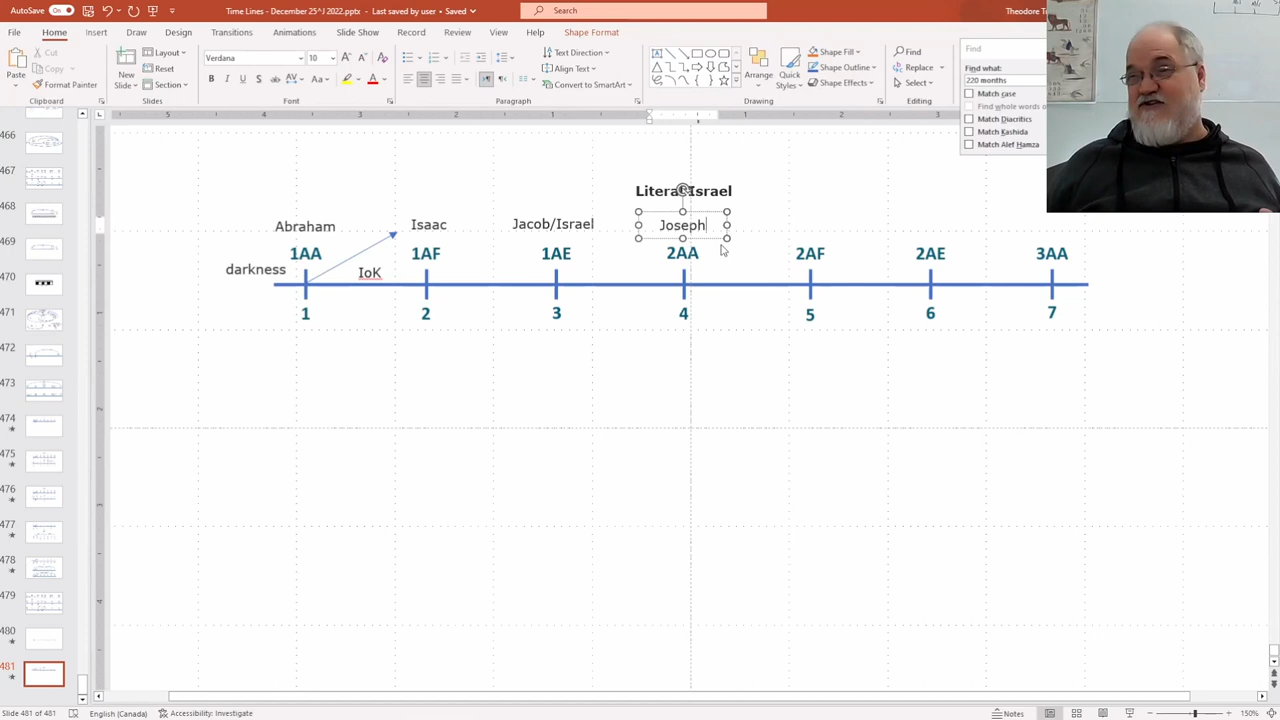 AutoSave On
Time Lines - December 25^J 2022.pptx - Last saved by user • Saved
Search
File Home Insert Draw Design Transitions Animations Slide Show Record Review View Help Shape Format
Paste
Cut
Copy
Format Painter
Clipboard
New
Slides
Layout
Reset
Section
Slides
Verdana 10
B I U S AV Aa A
Font
Text Direction
Align Text
Convert to SmartArt
Paragraph
Arrange
Quick
Styles
Shape Fill
Shape Outline
Shape Effects
Drawing
Find
Replace
Select
Editing
Find
Find what:
220 months
Match case
Find whole words o
Match Diacritics
Match Kashida
Match Alef Hamza
466
467
468
469
470
471
472
473
474
475
476
477
478
479
480
481
Literal Israel
Abraham Isaac Jacob/Israel Joseph
1AA 1AF 1AE 2AA 2AF 2AE 3AA
darkness IoK
1 2 3 4 5 6 7
Slide 481 of 481 English (Canada) Accessibility: Investigate Notes 150%